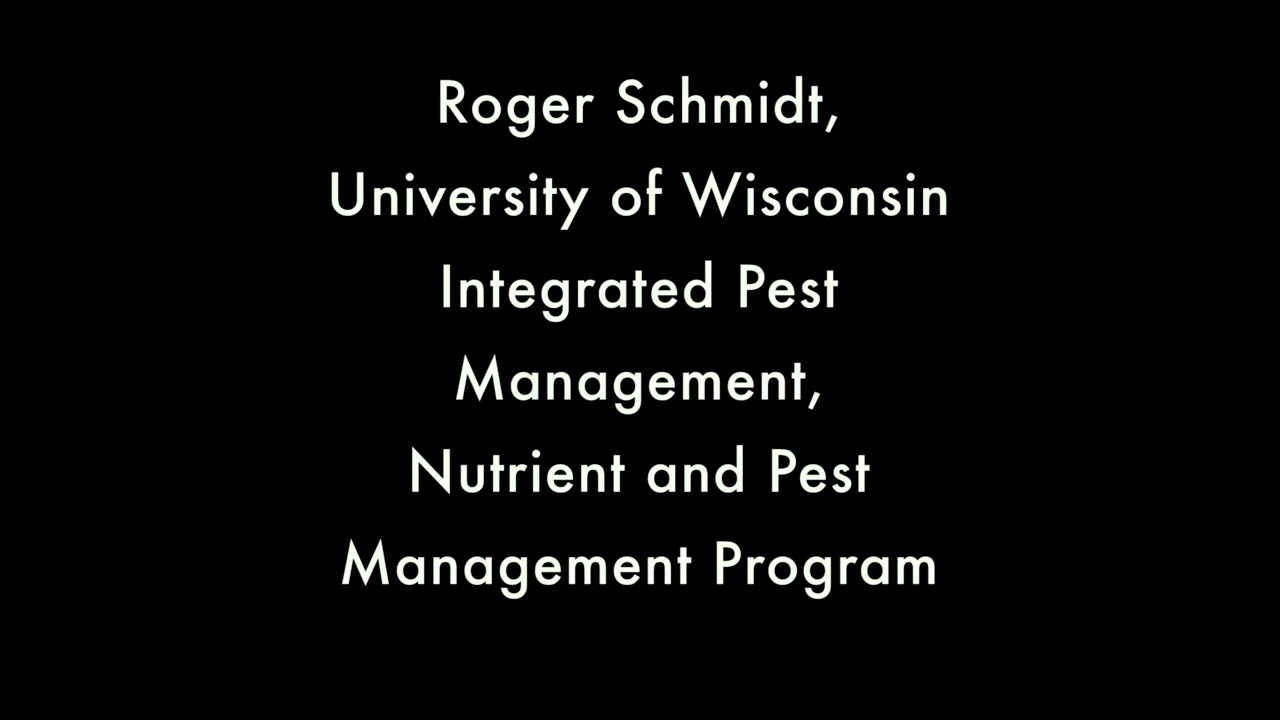 Roger Schmidt,
University of Wisconsin
Integrated Pest
Management,
Nutrient and Pest
Management Program